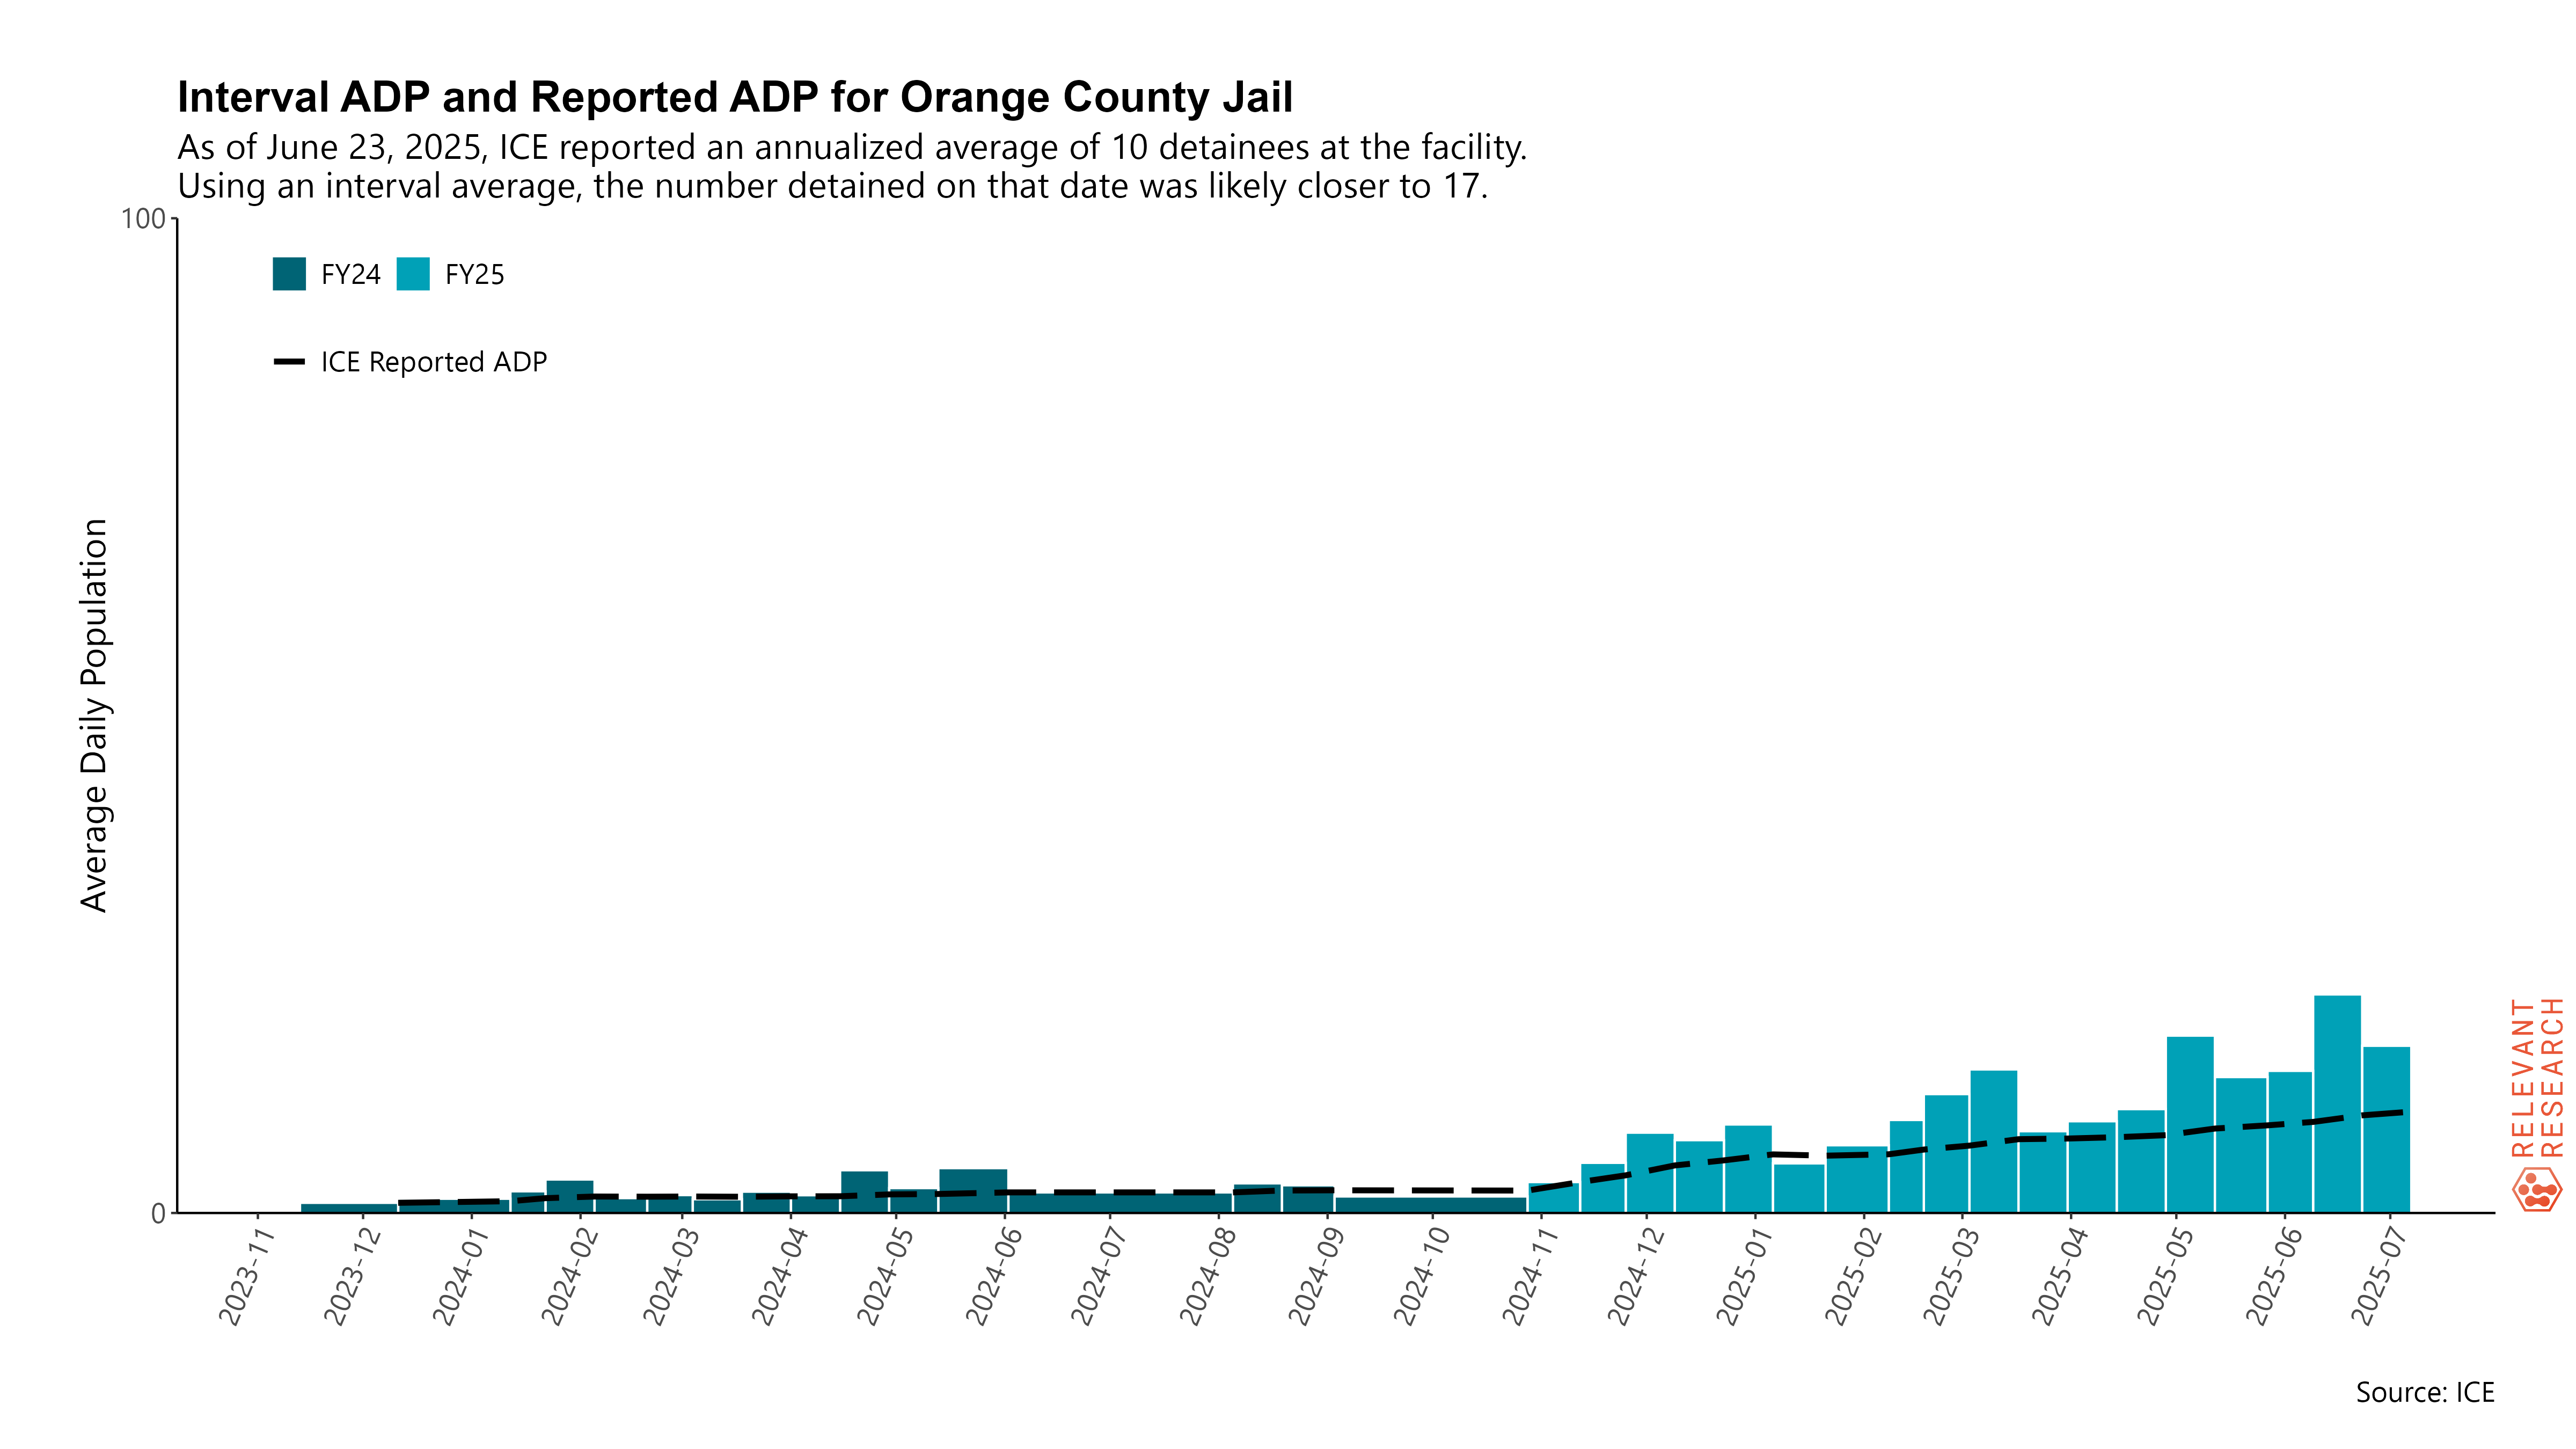 Interval ADP and Reported ADP for Orange County Jail
As of June 23, 2025, ICE reported an annualized average of 10 detainees at the facility.
Using an interval average, the number detained on that date was likely closer to 17.
100
FY24 FY25
ICE Reported ADP
Average Daily Population
0
2023-11
2023-12
2024-01
2024-02
2024-03
2024-04
2024-05
2024-06
2024-07
2024-08
2024-09
2024-10
2024-11
2024-12
2025-01
2025-02
2025-03
2025-04
2025-05
2025-06
2025-07
RELEVANT
RESEARCH
Source: ICE